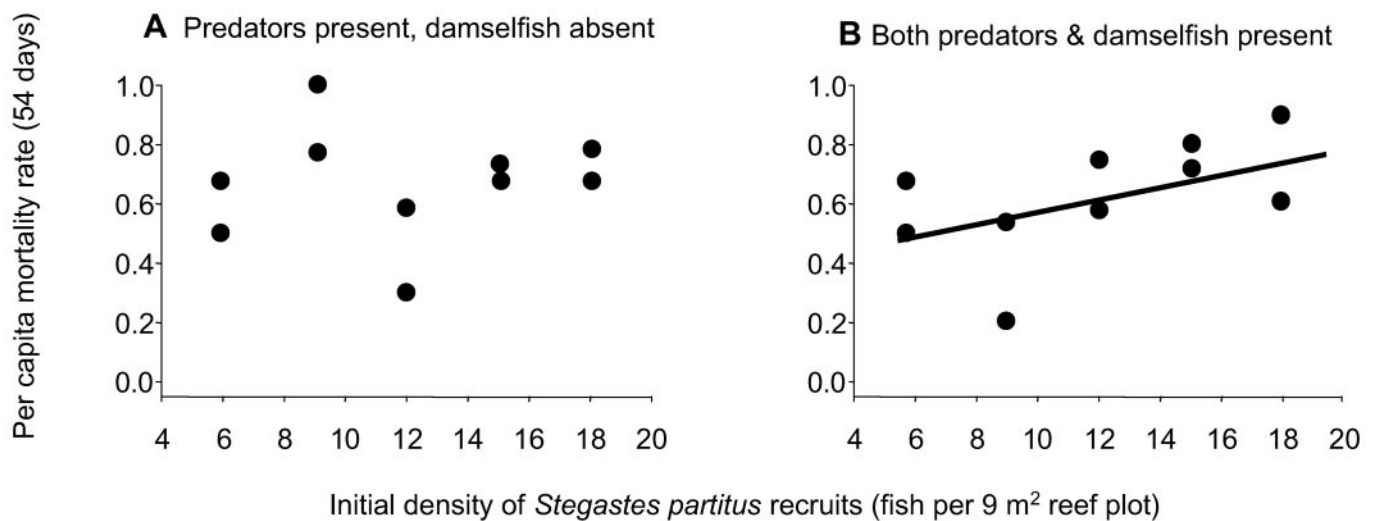 A Predators present, damselfish absent
B Both predators & damselfish present
Per capita mortality rate (54 days)
1.0
0.8
0.6
0.4
0.2
0.0
4 6 8 10 12 14 16 18 20
1.0
0.8
0.6
0.4
0.2
0.0
4 6 8 10 12 14 16 18 20
Initial density of Stegastes partitus recruits (fish per 9 m² reef plot)